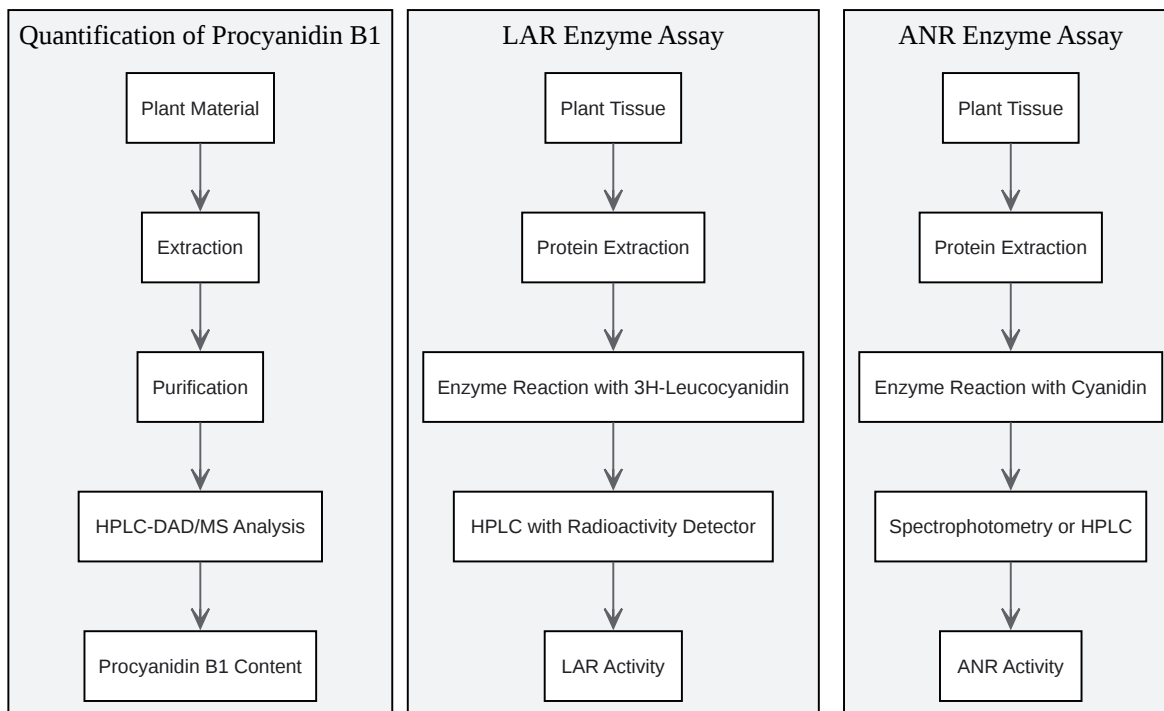 Quantification of Procyanidin B1
Plant Material
Extraction
Purification
HPLC-DAD/MS Analysis
Procyanidin B1 Content
LAR Enzyme Assay
Plant Tissue
Protein Extraction
Enzyme Reaction with 3H-Leucocyanidin
HPLC with Radioactivity Detector
LAR Activity
ANR Enzyme Assay
Plant Tissue
Protein Extraction
Enzyme Reaction with Cyanidin
Spectrophotometry or HPLC
ANR Activity